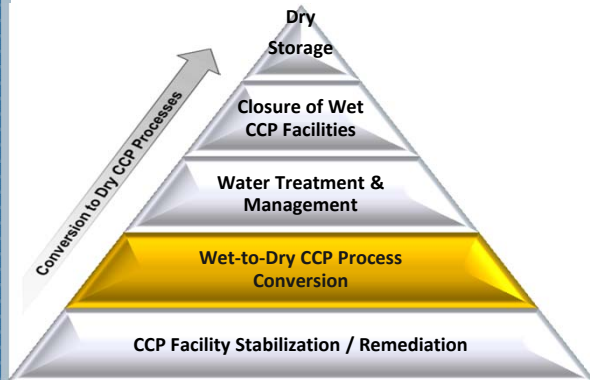 Dry
Storage
Closure of Wet
CCP Facilities
Water Treatment &
Management
Wet-to-Dry CCP Process
Conversion
CCP Facility Stabilization / Remediation
Conversion to Dry CCP Processes